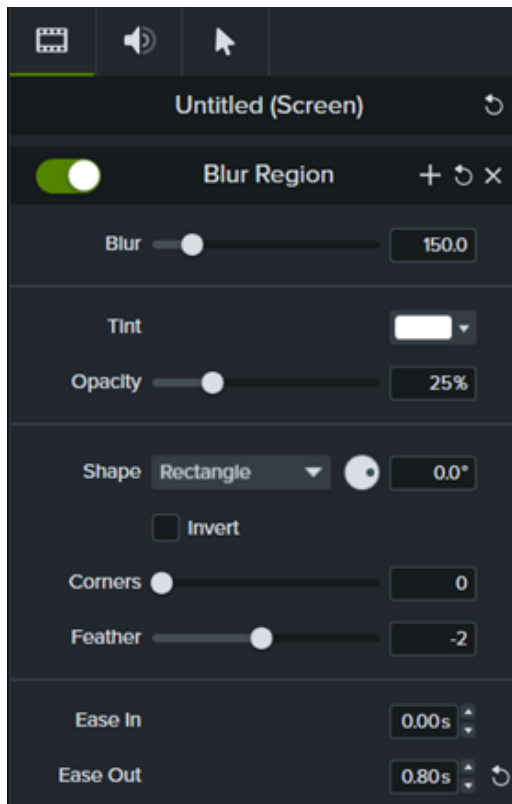 Untitled (Screen)
Blur Region
Blur 150.0
Tint
Opacity 25%
Shape Rectangle 0.0°
Invert
Corners 0
Feather -2
Ease In 0.00s
Ease Out 0.80s